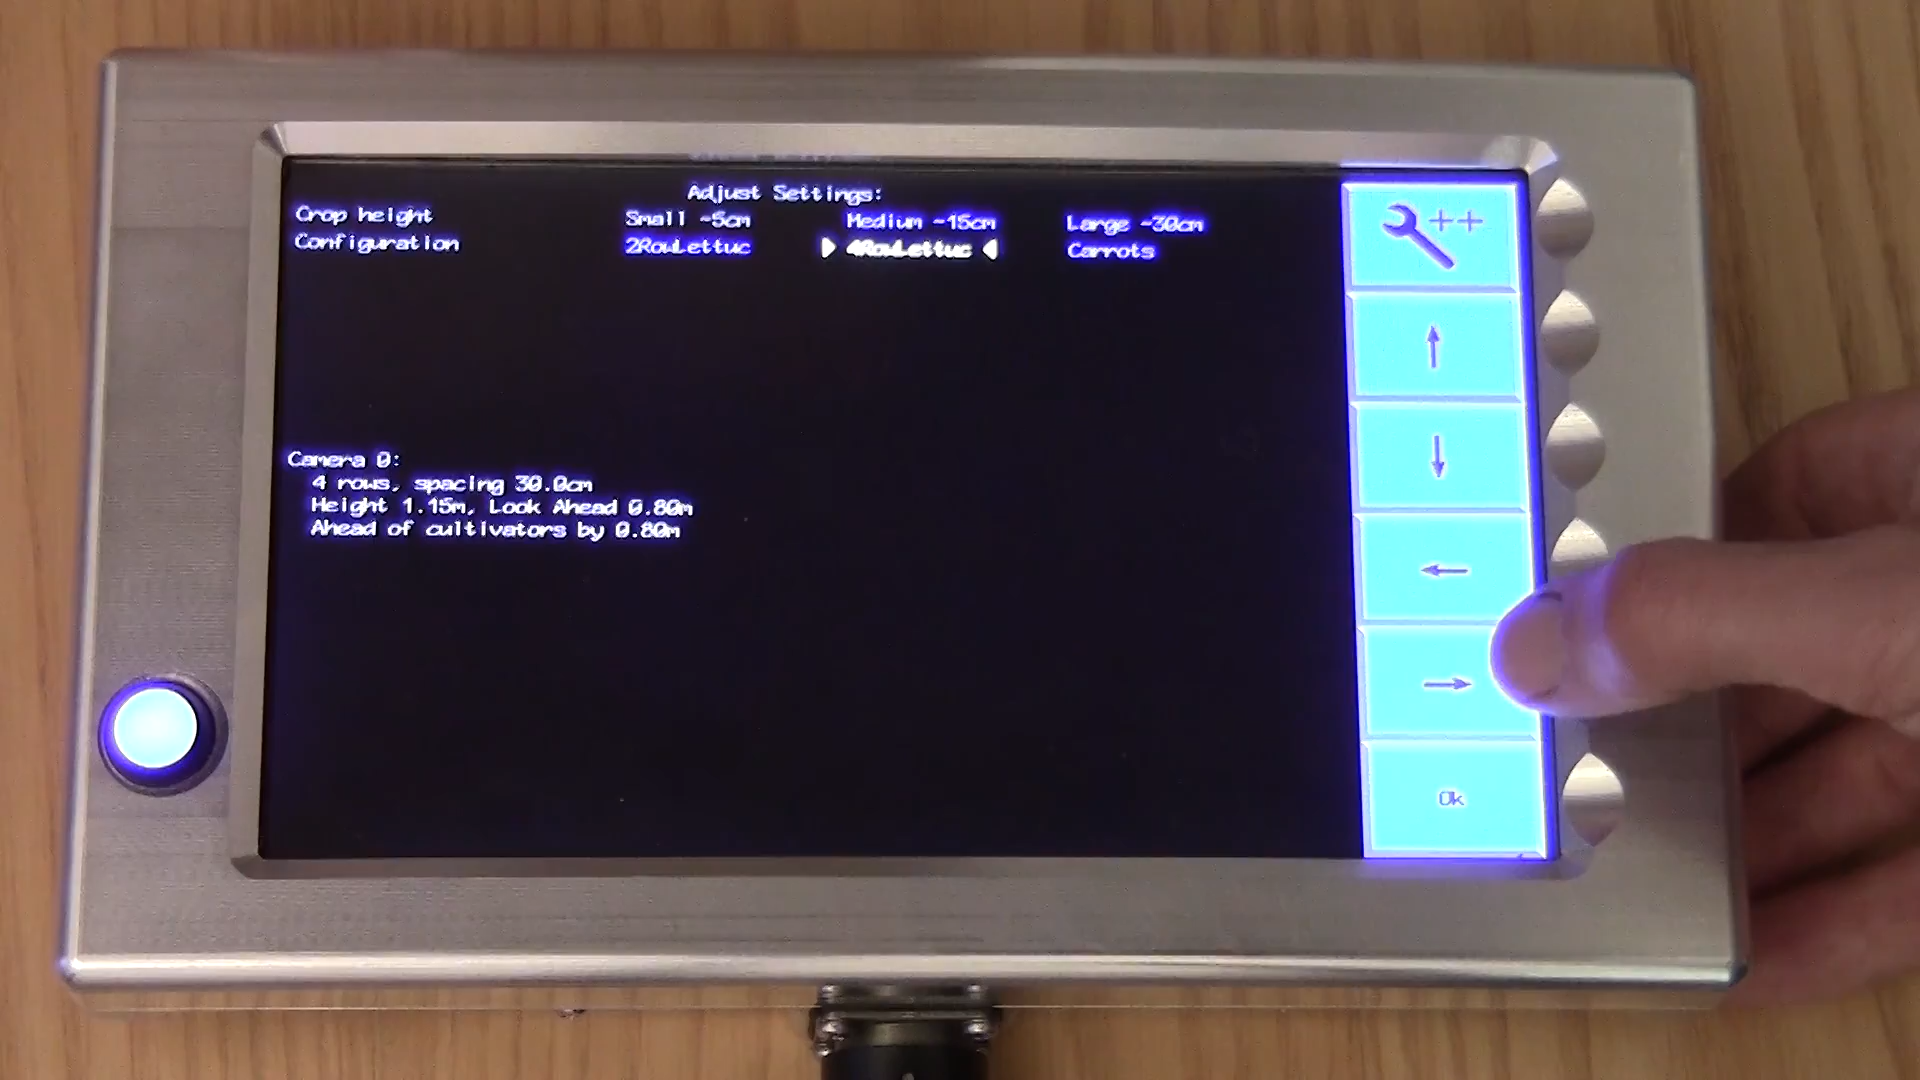 Adjust Settings:
Crop height Small ~5cm Medium ~15cm Large ~30cm
Configuration 2RowLettuc 4RowLettuc Carrots
Camera 0:
4 rows, spacing 30.0cm
Height 1.15m, Look Ahead 0.80m
Ahead of cultivators by 0.80m
++
Ok